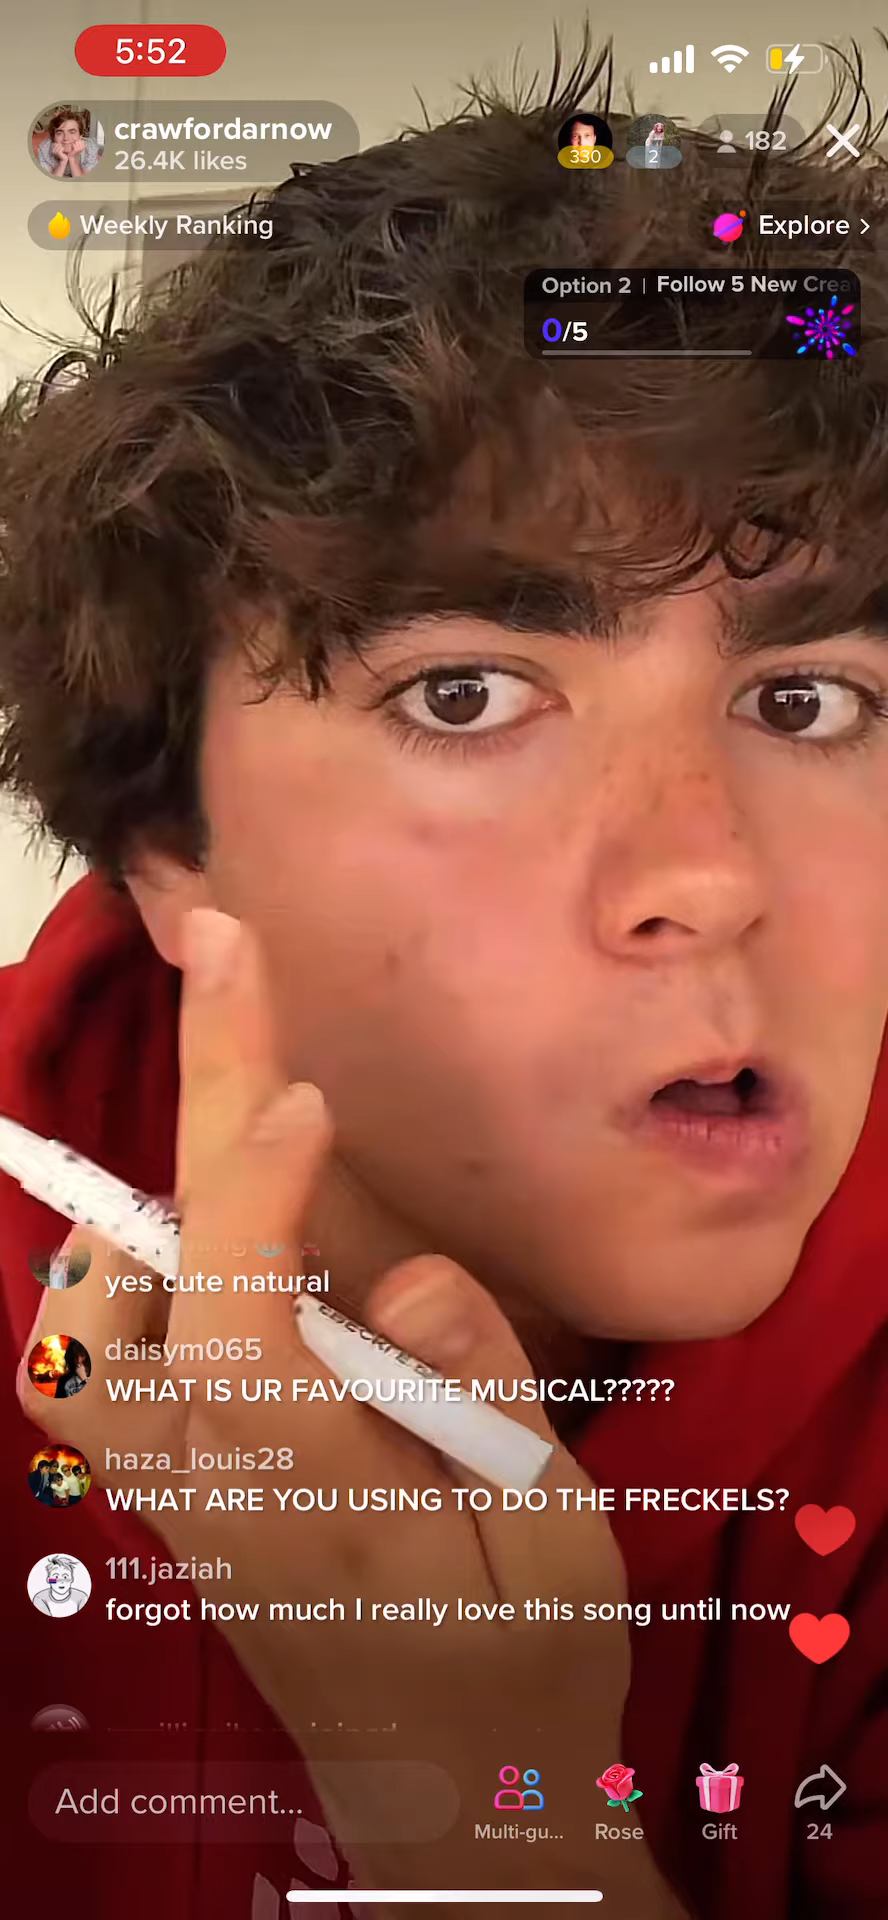 5:52
crawfordarnow
26.4K likes
330
2
182
Weekly Ranking
Explore >
Option 2 | Follow 5 New Crea
0/5
yes cute natural
daisym065
WHAT IS UR FAVOURITE MUSICAL?????
haza_louis28
WHAT ARE YOU USING TO DO THE FRECKELS?
111.jaziah
forgot how much I really love this song until now
Add comment...
Multi-gu...
Rose
Gift
24